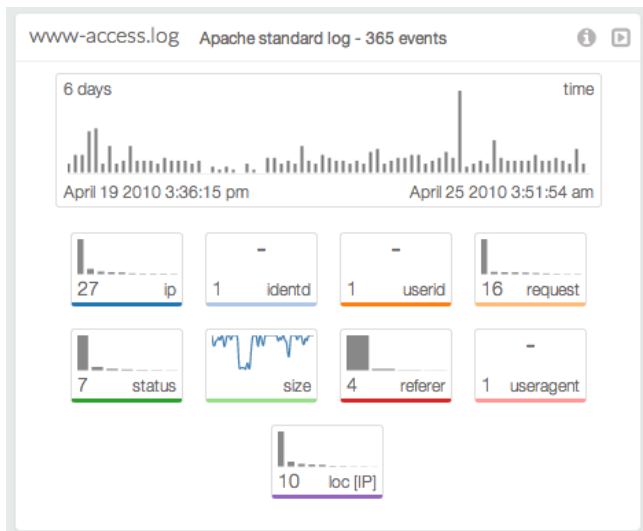 www-access.log Apache standard log - 365 events
6 days time
April 19 2010 3:36:15 pm April 25 2010 3:51:54 am
-
-
27 ip
1 identd
1 userid
16 request
-
7 status
size
4 referer
1 useragent
10 loc [IP]